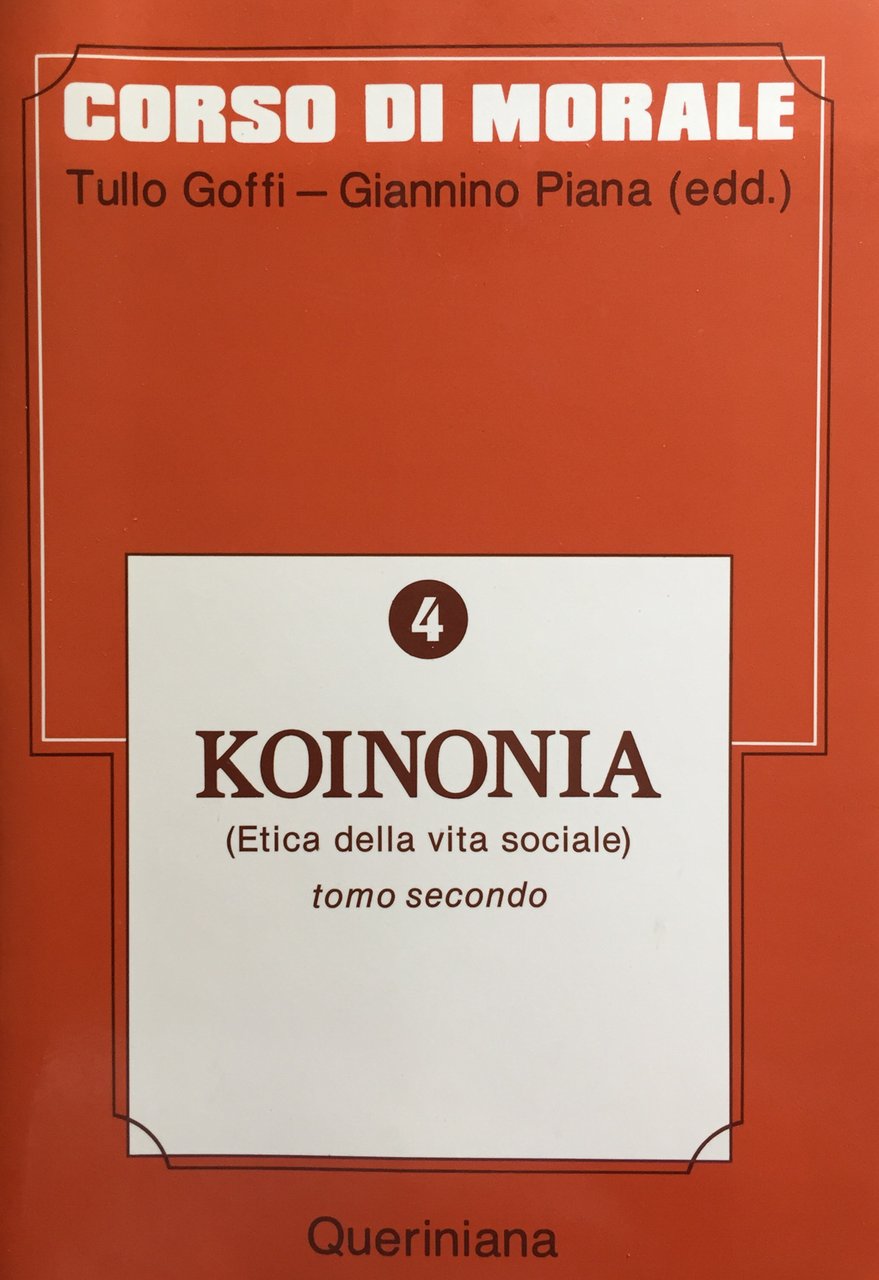 CORSO DI MORALE
Tullo Goffi – Giannino Piana (edd.)
4
KOINONIA
(Etica della vita sociale)
tomo secondo
Queriniana